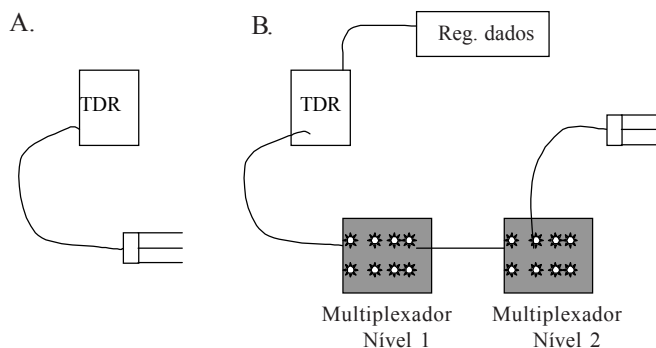 A.
B.
Reg. dados
TDR
TDR
Multiplexador
Nível 1
Multiplexador
Nível 2